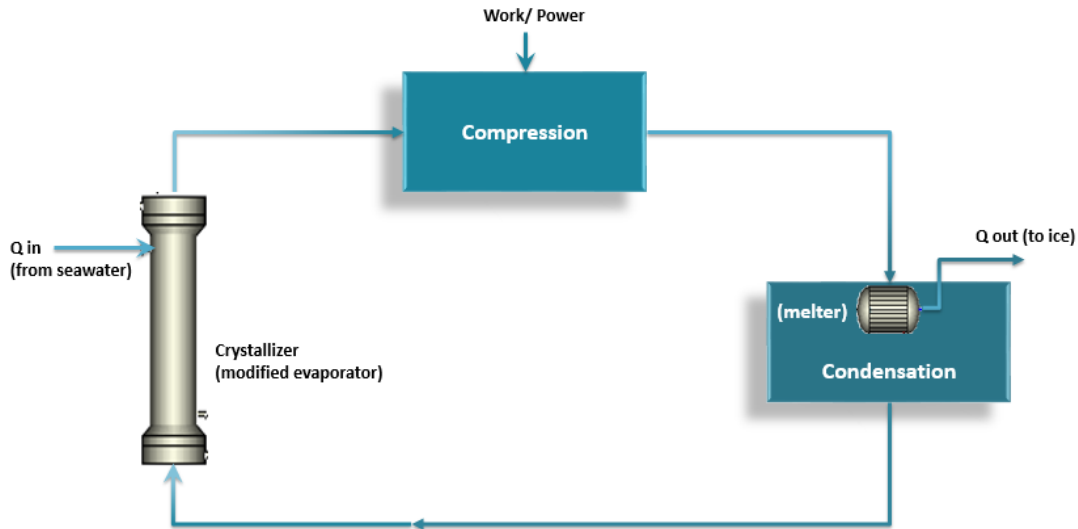 Work/ Power
Compression
Q in
(from seawater)
Q out (to ice)
(melter)
Crystallizer
(modified evaporator)
Condensation